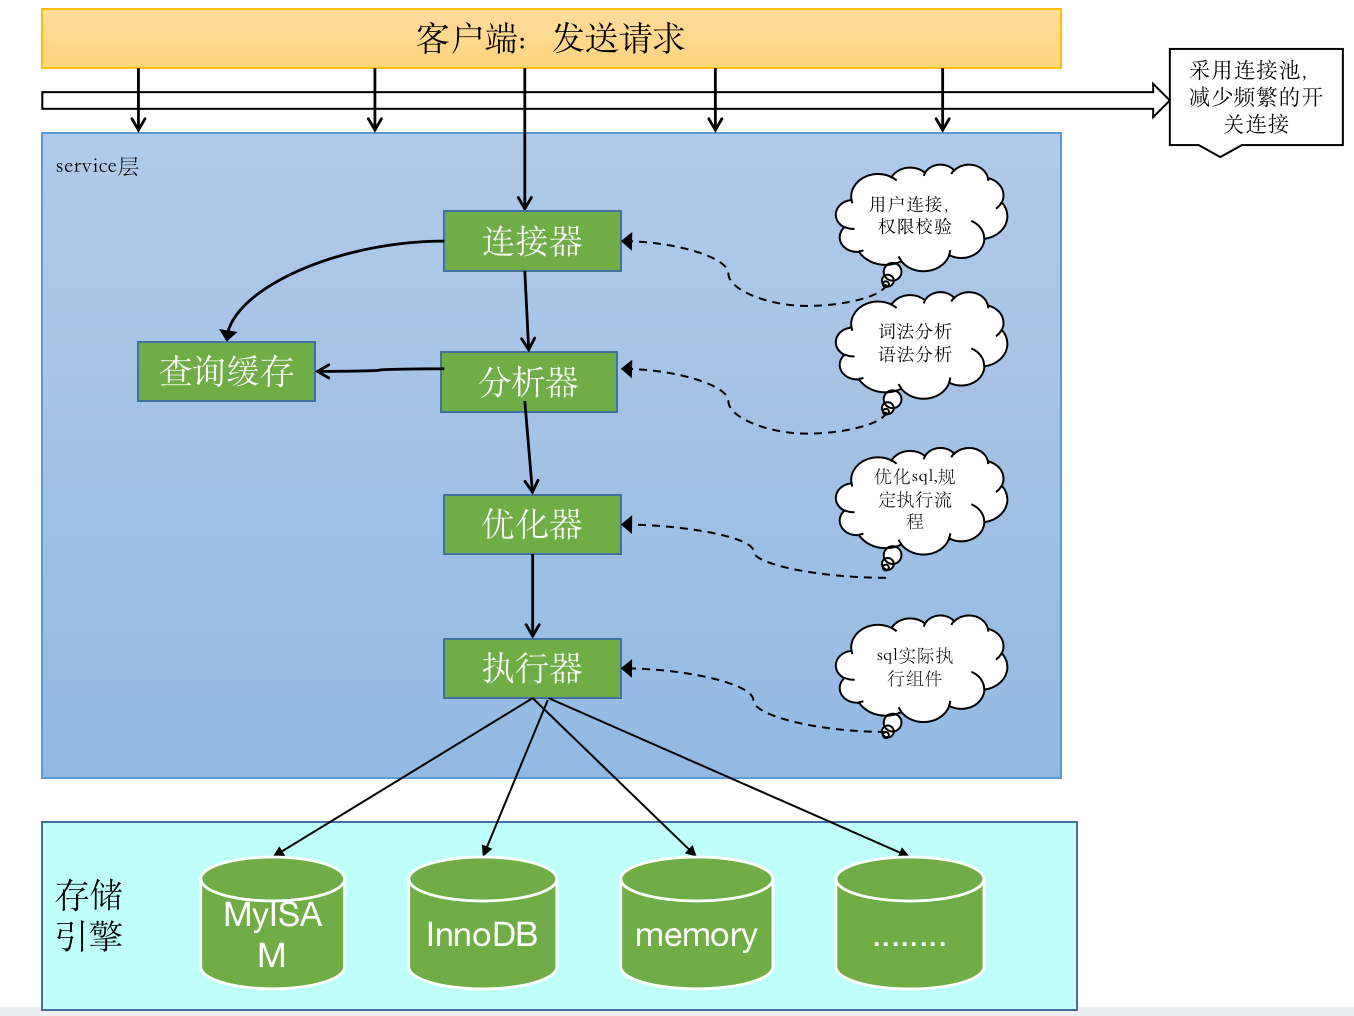 客户端：发送请求
采用连接池，
减少频繁的开
关连接
service层
用户连接，
权限校验
连接器
词法分析
语法分析
查询缓存
分析器
优化sql,规
定执行流
程
优化器
sql实际执
行组件
执行器
存储
引擎
MyISA
M
InnoDB
memory
........